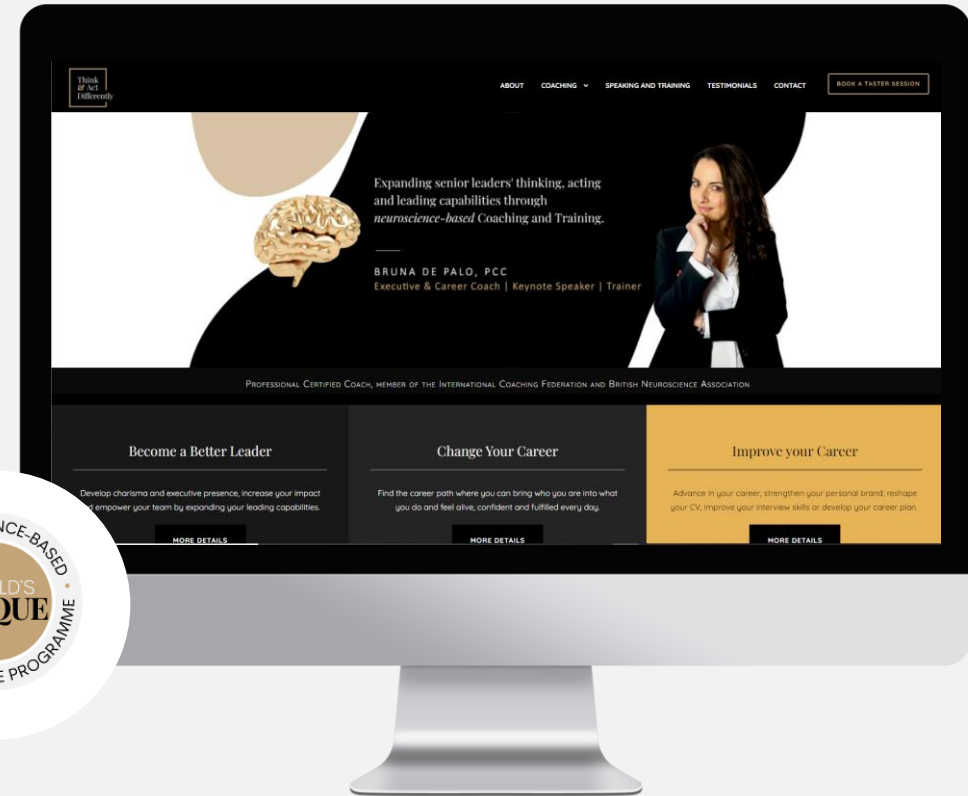 Think
& Act
Differently
ABOUT COACHING SPEAKING AND TRAINING TESTIMONIALS CONTACT BOOK A TASTER SESSION
Expanding senior leaders' thinking, acting
and leading capabilities through
neuroscience-based Coaching and Training.
BRUNA DE PALO, PCC
Executive & Career Coach | Keynote Speaker | Trainer
Professional Certified Coach, member of the International Coaching Federation and British Neuroscience Association
Become a Better Leader
Develop charisma and executive presence, increase your impact
empower your team by expanding your leading capabilities.
MORE DETAILS
Change Your Career
Find the career path where you can bring who you are into what
you do and feel alive, confident and fulfilled every day.
MORE DETAILS
Improve your Career
Advance in your career, strengthen your personal brand, reshape
your CV, improve your interview skills or develop your career plan.
MORE DETAILS
BASED
PROGRAMME